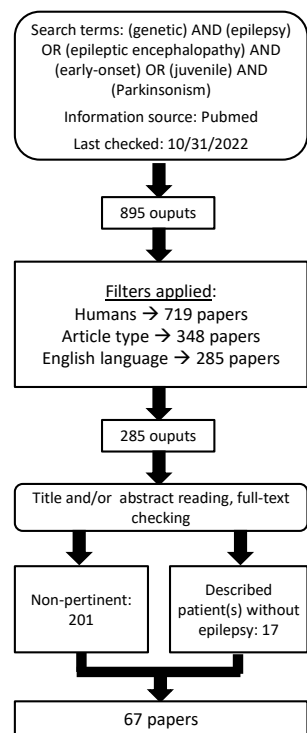 Search terms: (genetic) AND (epilepsy)
OR (epileptic encephalopathy) AND
(early-onset) OR (juvenile) AND
(Parkinsonism)
Information source: Pubmed
Last checked: 10/31/2022
895 ouputs
Filters applied:
Humans → 719 papers
Article type → 348 papers
English language → 285 papers
285 ouputs
Title and/or abstract reading, full-text
checking
Non-pertinent:
201
Described
patient(s) without
epilepsy: 17
67 papers